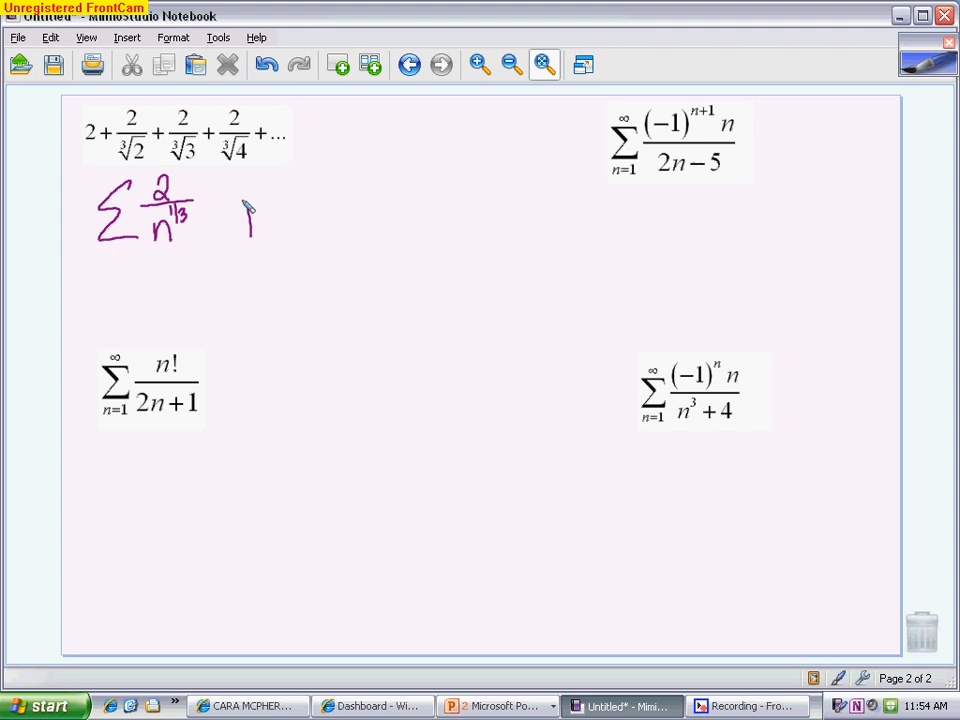 Unregistered FrontCam
Untitled* - MimioStudio Notebook
File Edit View Insert Format Tools Help
2 + 2/∛2 + 2/∛3 + 2/∛4 + ...
∑ 2/n^(1/3)
∞ ∑ n=1 (−1)^(n+1) n / (2n − 5)
∞ ∑ n=1 n! / (2n + 1)
∞ ∑ n=1 (−1)^n n / (n^3 + 4)
Page 2 of 2
start » CARA MCPHER... Dashboard - Wi... 2 Microsoft Po... Untitled* - Mimi... Recording - Fro... 11:54 AM